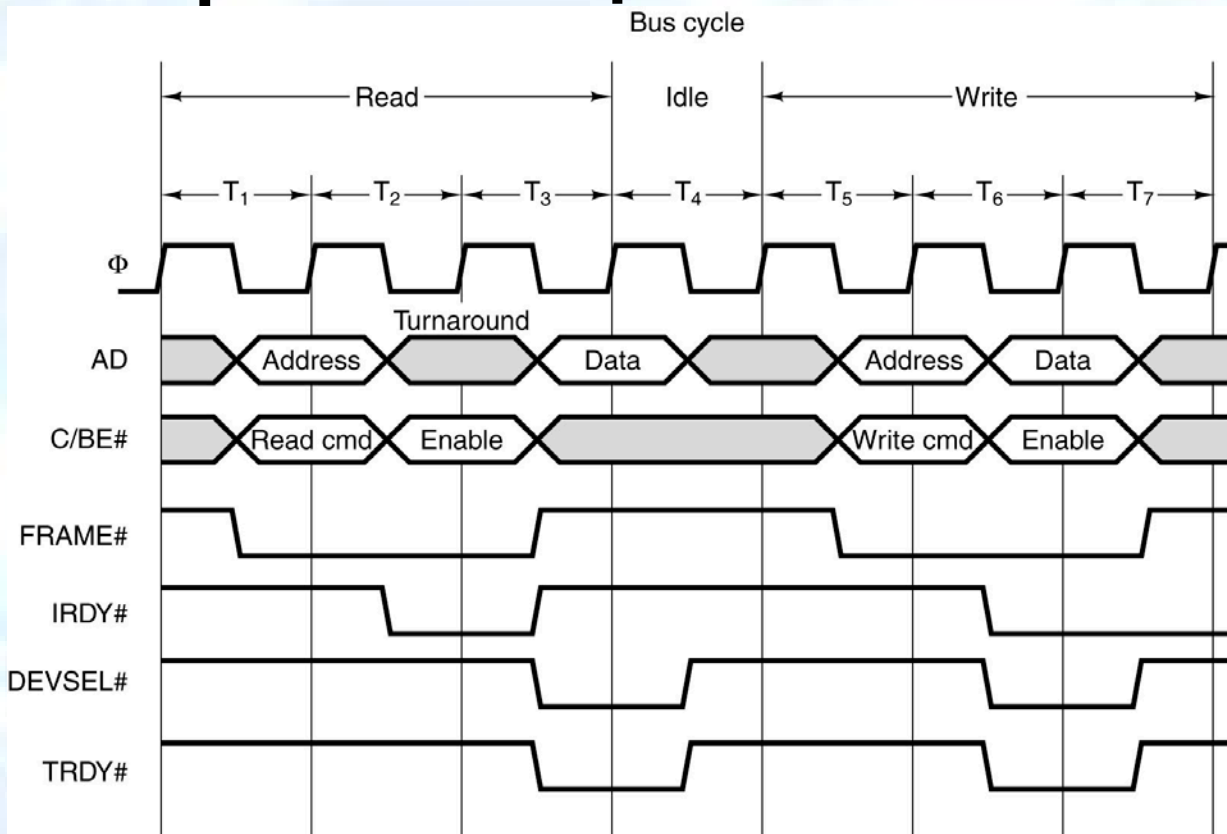 Bus cycle
Read Idle Write
T1 T2 T3 T4 T5 T6 T7
Φ
Turnaround
AD Address Data Address Data
C/BE# Read cmd Enable Write cmd Enable
FRAME#
IRDY#
DEVSEL#
TRDY#